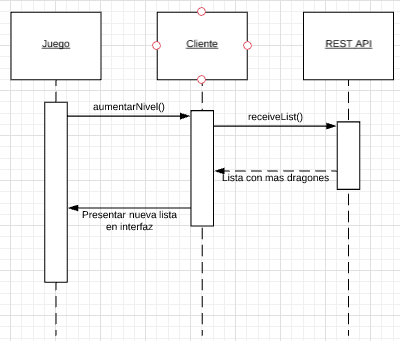 Juego
Cliente
REST API
aumentarNivel()
receiveList()
Lista con mas dragones
Presentar nueva lista
en interfaz